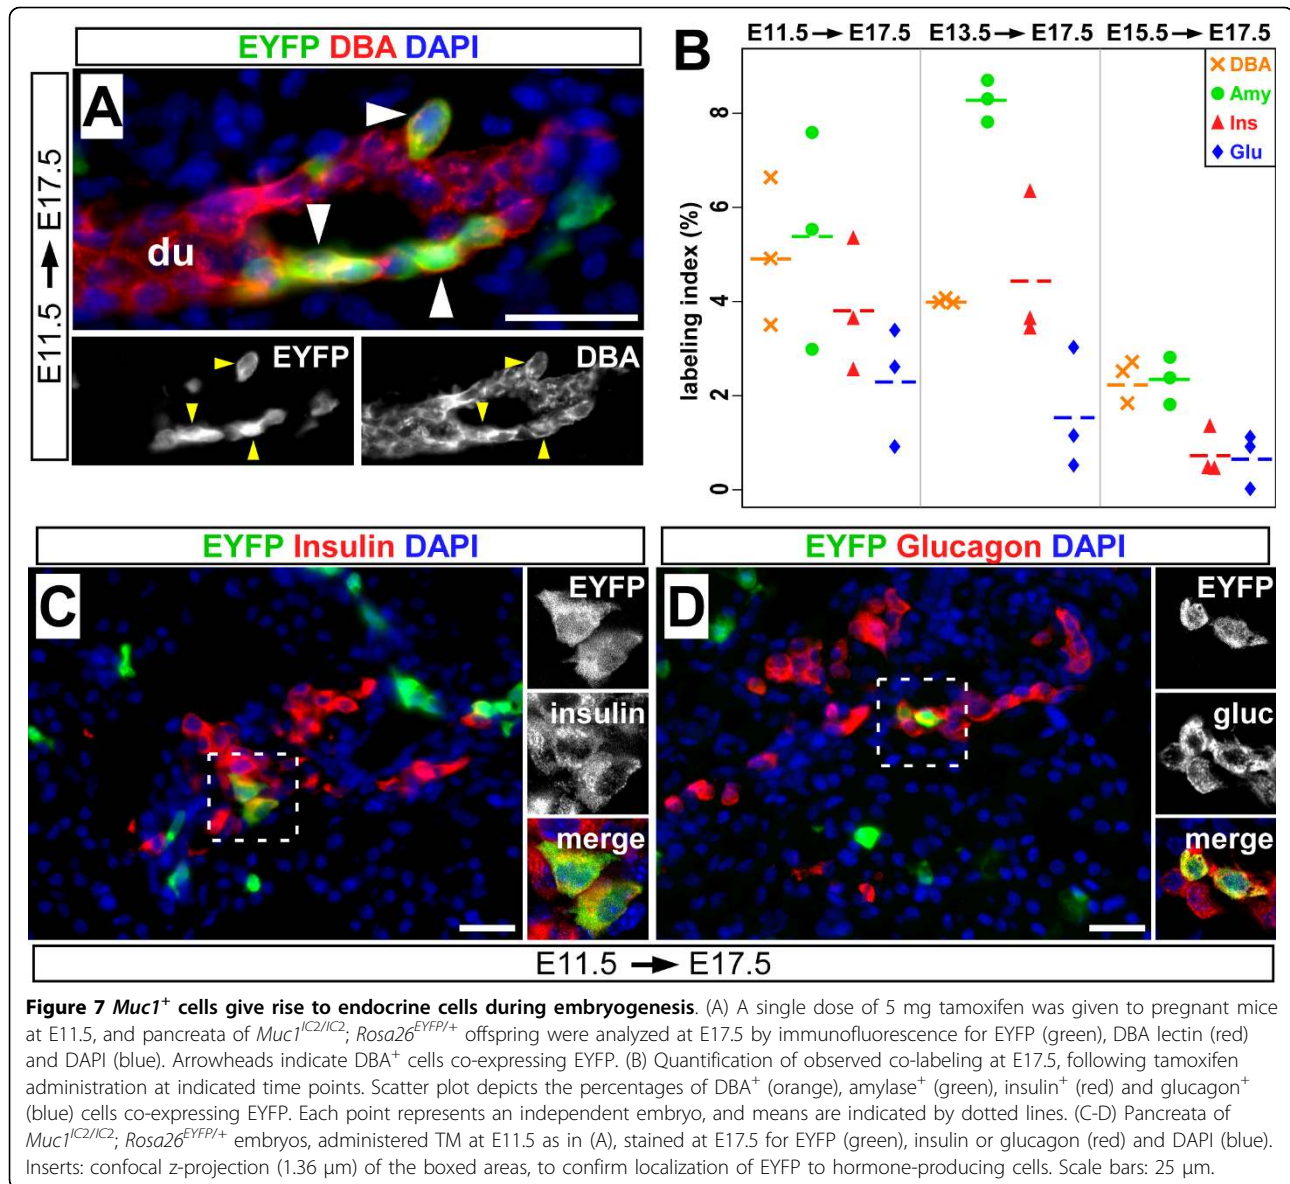 EYFP DBA DAPI
E11.5 → E17.5
A
du
EYFP
DBA
B
E11.5 → E17.5 E13.5 → E17.5 E15.5 → E17.5
DBA
Amy
Ins
Glu
labeling index (%)
8
6
4
2
0
EYFP Insulin DAPI
C
EYFP
insulin
merge
EYFP Glucagon DAPI
D
EYFP
gluc
merge
E11.5 → E17.5
Figure 7 Muc1+ cells give rise to endocrine cells during embryogenesis. (A) A single dose of 5 mg tamoxifen was given to pregnant mice
at E11.5, and pancreata of Muc1IC2/IC2; Rosa26EYFP/+ offspring were analyzed at E17.5 by immunofluorescence for EYFP (green), DBA lectin (red)
and DAPI (blue). Arrowheads indicate DBA+ cells co-expressing EYFP. (B) Quantification of observed co-labeling at E17.5, following tamoxifen
administration at indicated time points. Scatter plot depicts the percentages of DBA+ (orange), amylase+ (green), insulin+ (red) and glucagon+
(blue) cells co-expressing EYFP. Each point represents an independent embryo, and means are indicated by dotted lines. (C-D) Pancreata of
Muc1IC2/IC2; Rosa26EYFP/+ embryos, administered TM at E11.5 as in (A), stained at E17.5 for EYFP (green), insulin or glucagon (red) and DAPI (blue).
Inserts: confocal z-projection (1.36 μm) of the boxed areas, to confirm localization of EYFP to hormone-producing cells. Scale bars: 25 μm.